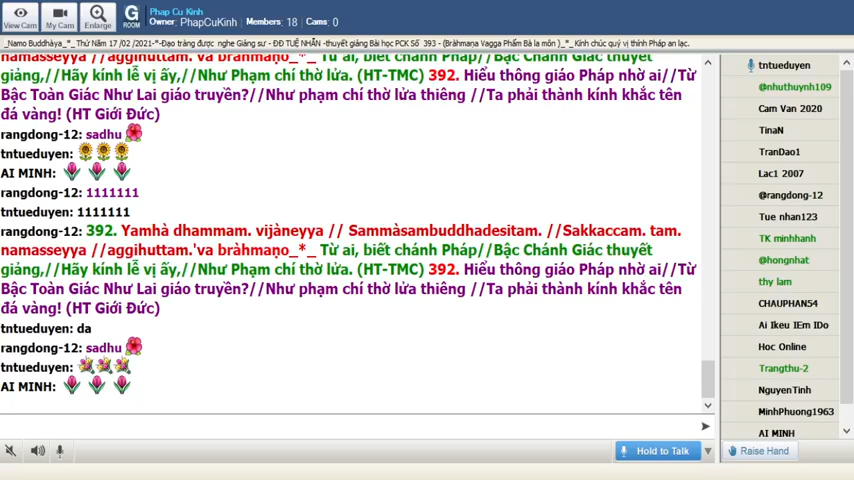 Phap Cu Kinh
Owner: PhapCuKinh Members: 18 Cams: 0
View Cam
My Cam
Enlarge
G
ROOM
_Namo Buddhàya_*_ Thứ Năm 17 /02 /2021-*-Đạo tràng được nghe Giảng sư - ĐĐ TUỆ NHÂN -thuyết giảng Bài học PCK Số 393 - (Bràhmaṇa Vagga Phẩm Bà la môn )_*_ Kính chúc quý vị thính Pháp an lạc.
namasseyya //aggihuttam.'va bràhmaṇo_*_ Từ ai, biết chánh Pháp//Bậc Chánh Giác thuyết
giảng,//Hãy kính lễ vị ấy,//Như Phạm chí thờ lửa. (HT-TMC) 392. Hiểu thông giáo Pháp nhờ ai//Từ
Bậc Toàn Giác Như Lai giáo truyền?//Như phạm chí thờ lửa thiêng //Ta phải thành kính khắc tên
đá vàng! (HT Giới Đức)
rangdong-12: sadhu
tntueduyen:
AI MINH:
rangdong-12: 1111111
tntueduyen: 1111111
rangdong-12: 392. Yamhà dhammam. vijàneyya // Sammàsambuddhadesitam. //Sakkaccam. tam.
namasseyya //aggihuttam.'va bràhmaṇo_*_ Từ ai, biết chánh Pháp//Bậc Chánh Giác thuyết
giảng,//Hãy kính lễ vị ấy,//Như Phạm chí thờ lửa. (HT-TMC) 392. Hiểu thông giáo Pháp nhờ ai//Từ
Bậc Toàn Giác Như Lai giáo truyền?//Như phạm chí thờ lửa thiêng //Ta phải thành kính khắc tên
đá vàng! (HT Giới Đức)
tntueduyen: da
rangdong-12: sadhu
tntueduyen:
AI MINH:
Hold to Talk
tntueduyen
@nhuthuynh109
Cam Van 2020
TinaN
TranDao1
Lac1 2007
@rangdong-12
Tue nhan123
TK minhhanh
@hongnhat
thy lam
CHAUPHAN54
Ai Ikeu IEm IDo
Hoc Online
Trangthu-2
NguyenTinh
MinhPhuong1963
AI MINH
Raise Hand